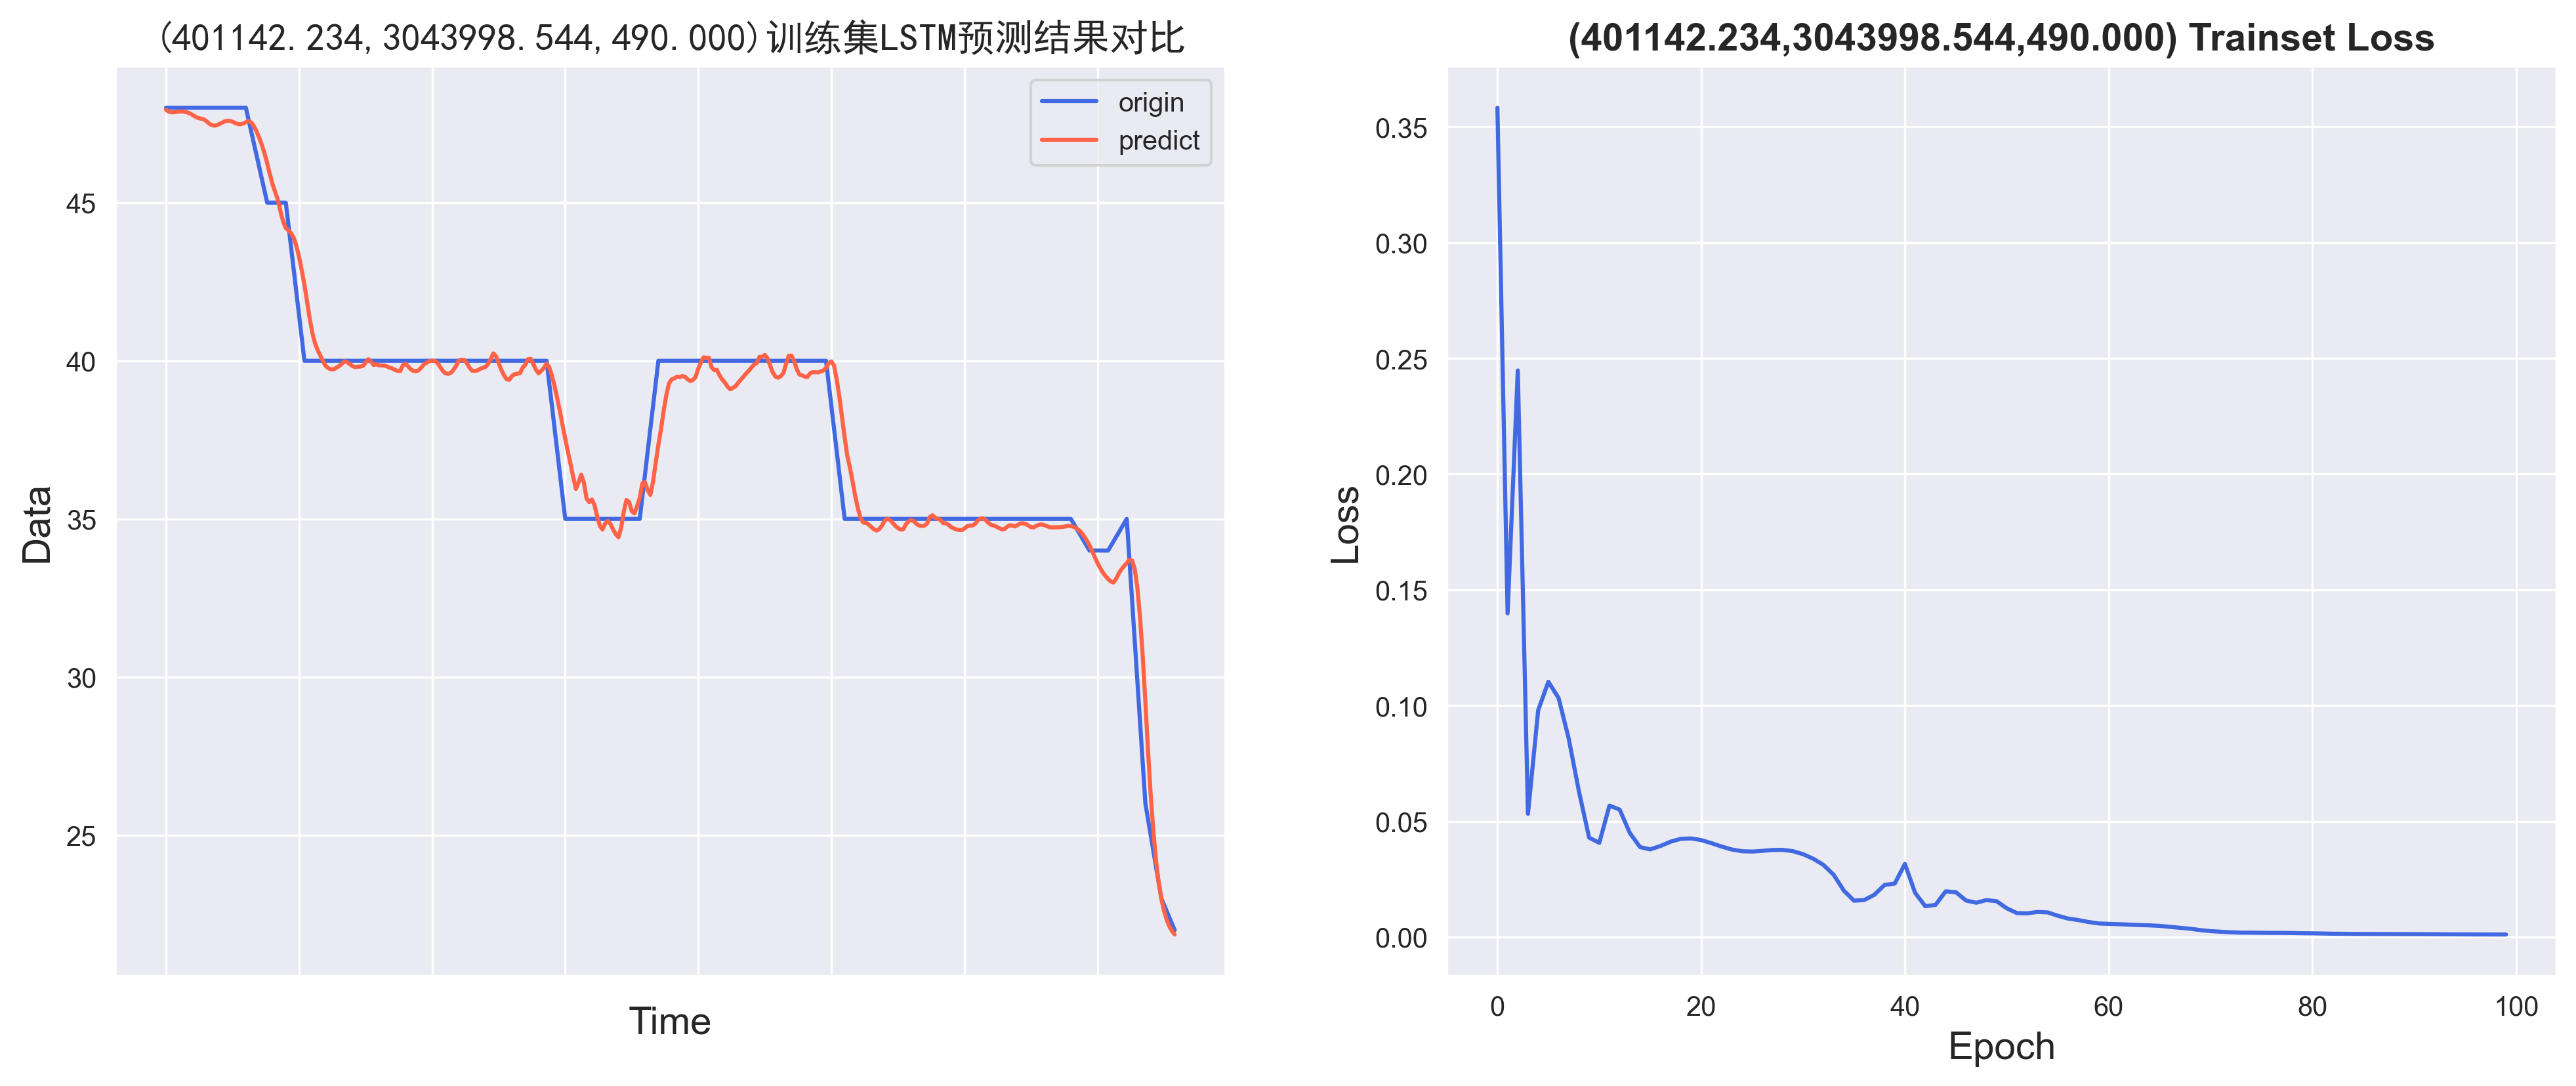 (401142.234,3043998.544,490.000)训练集LSTM预测结果对比
origin
predict
45
40
35
30
25
Data
Time
(401142.234,3043998.544,490.000) Trainset Loss
0.35
0.30
0.25
0.20
0.15
0.10
0.05
0.00
Loss
0 20 40 60 80 100
Epoch